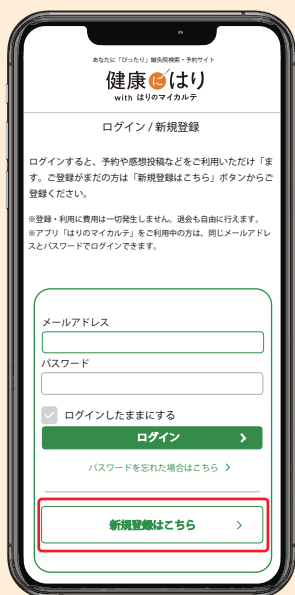 あなたに「ぴったり」鍼灸院検索・予約サイト
健康にはり
with はりのマイカルテ
ログイン / 新規登録
ログインすると、予約や感想投稿などをご利用いただけ「ま
す。ご登録がまだの方は「新規登録はこちら」ボタンからご
登録ください。
※登録・利用に費用は一切発生しません。退会も自由に行えます。
※アプリ「はりのマイカルテ」をご利用中の方は、同じメールアドレ
スとパスワードでログインできます。
メールアドレス
パスワード
ログインしたままにする
ログイン
パスワードを忘れた場合はこちら
新規登録はこちら